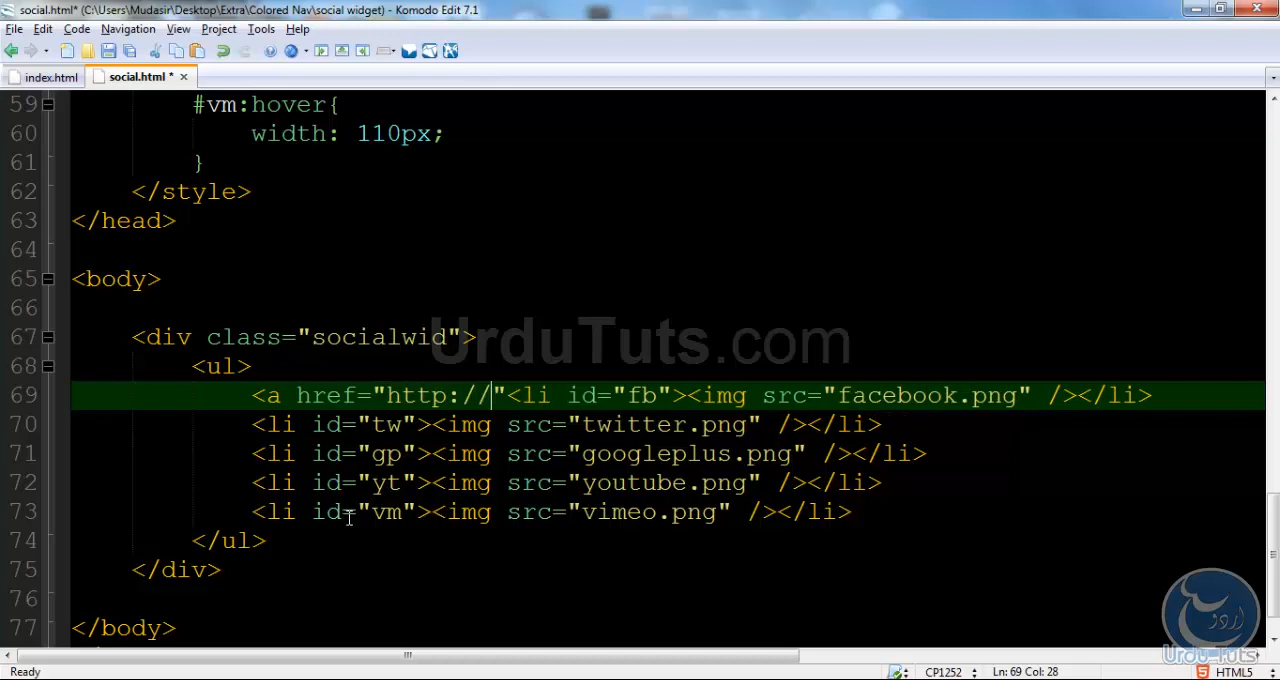 social.html* (C:\Users\Mudasir\Desktop\Extra\Colored Nav\social widget) - Komodo Edit 7.1
File Edit Code Navigation View Project Tools Help
index.html social.html *
59 #vm:hover{
60 width: 110px;
61 }
62 </style>
63 </head>
64
65 <body>
66
67 <div class="socialwid">
UrduTuts.com
68 <ul>
69 <a href="http://"<li id="fb"><img src="facebook.png" /></li>
70 <li id="tw"><img src="twitter.png" /></li>
71 <li id="gp"><img src="googleplus.png" /></li>
72 <li id="yt"><img src="youtube.png" /></li>
73 <li id="vm"><img src="vimeo.png" /></li>
74 </ul>
75 </div>
76
77 </body>
اردو
Urdu Tuts
Ready CP1252 Ln: 69 Col: 28 HTML5